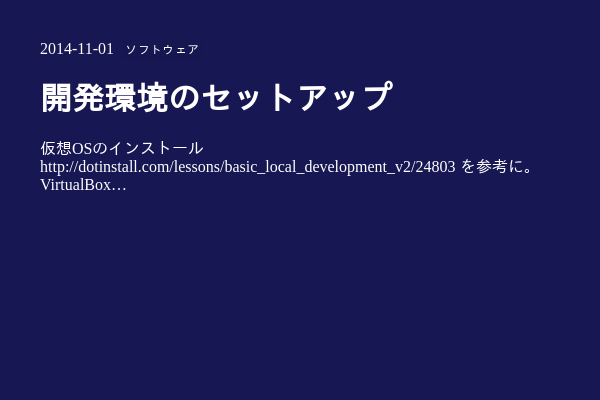 2014-11-01 ソフトウェア
開発環境のセットアップ
仮想OSのインストール
http://dotinstall.com/lessons/basic_local_development_v2/24803 を参考に。
VirtualBox…